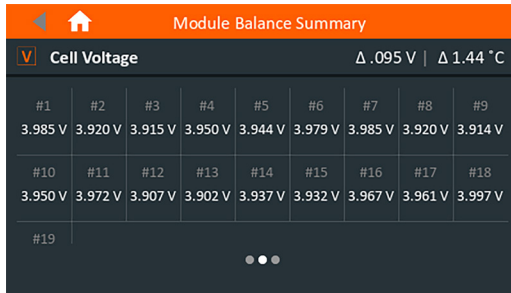 Module Balance Summary
V Cell Voltage Δ .095 V | Δ 1.44 °C
#1 #2 #3 #4 #5 #6 #7 #8 #9
3.985 V 3.920 V 3.915 V 3.950 V 3.944 V 3.979 V 3.985 V 3.920 V 3.914 V
#10 #11 #12 #13 #14 #15 #16 #17 #18
3.950 V 3.972 V 3.907 V 3.902 V 3.937 V 3.932 V 3.967 V 3.961 V 3.997 V
#19